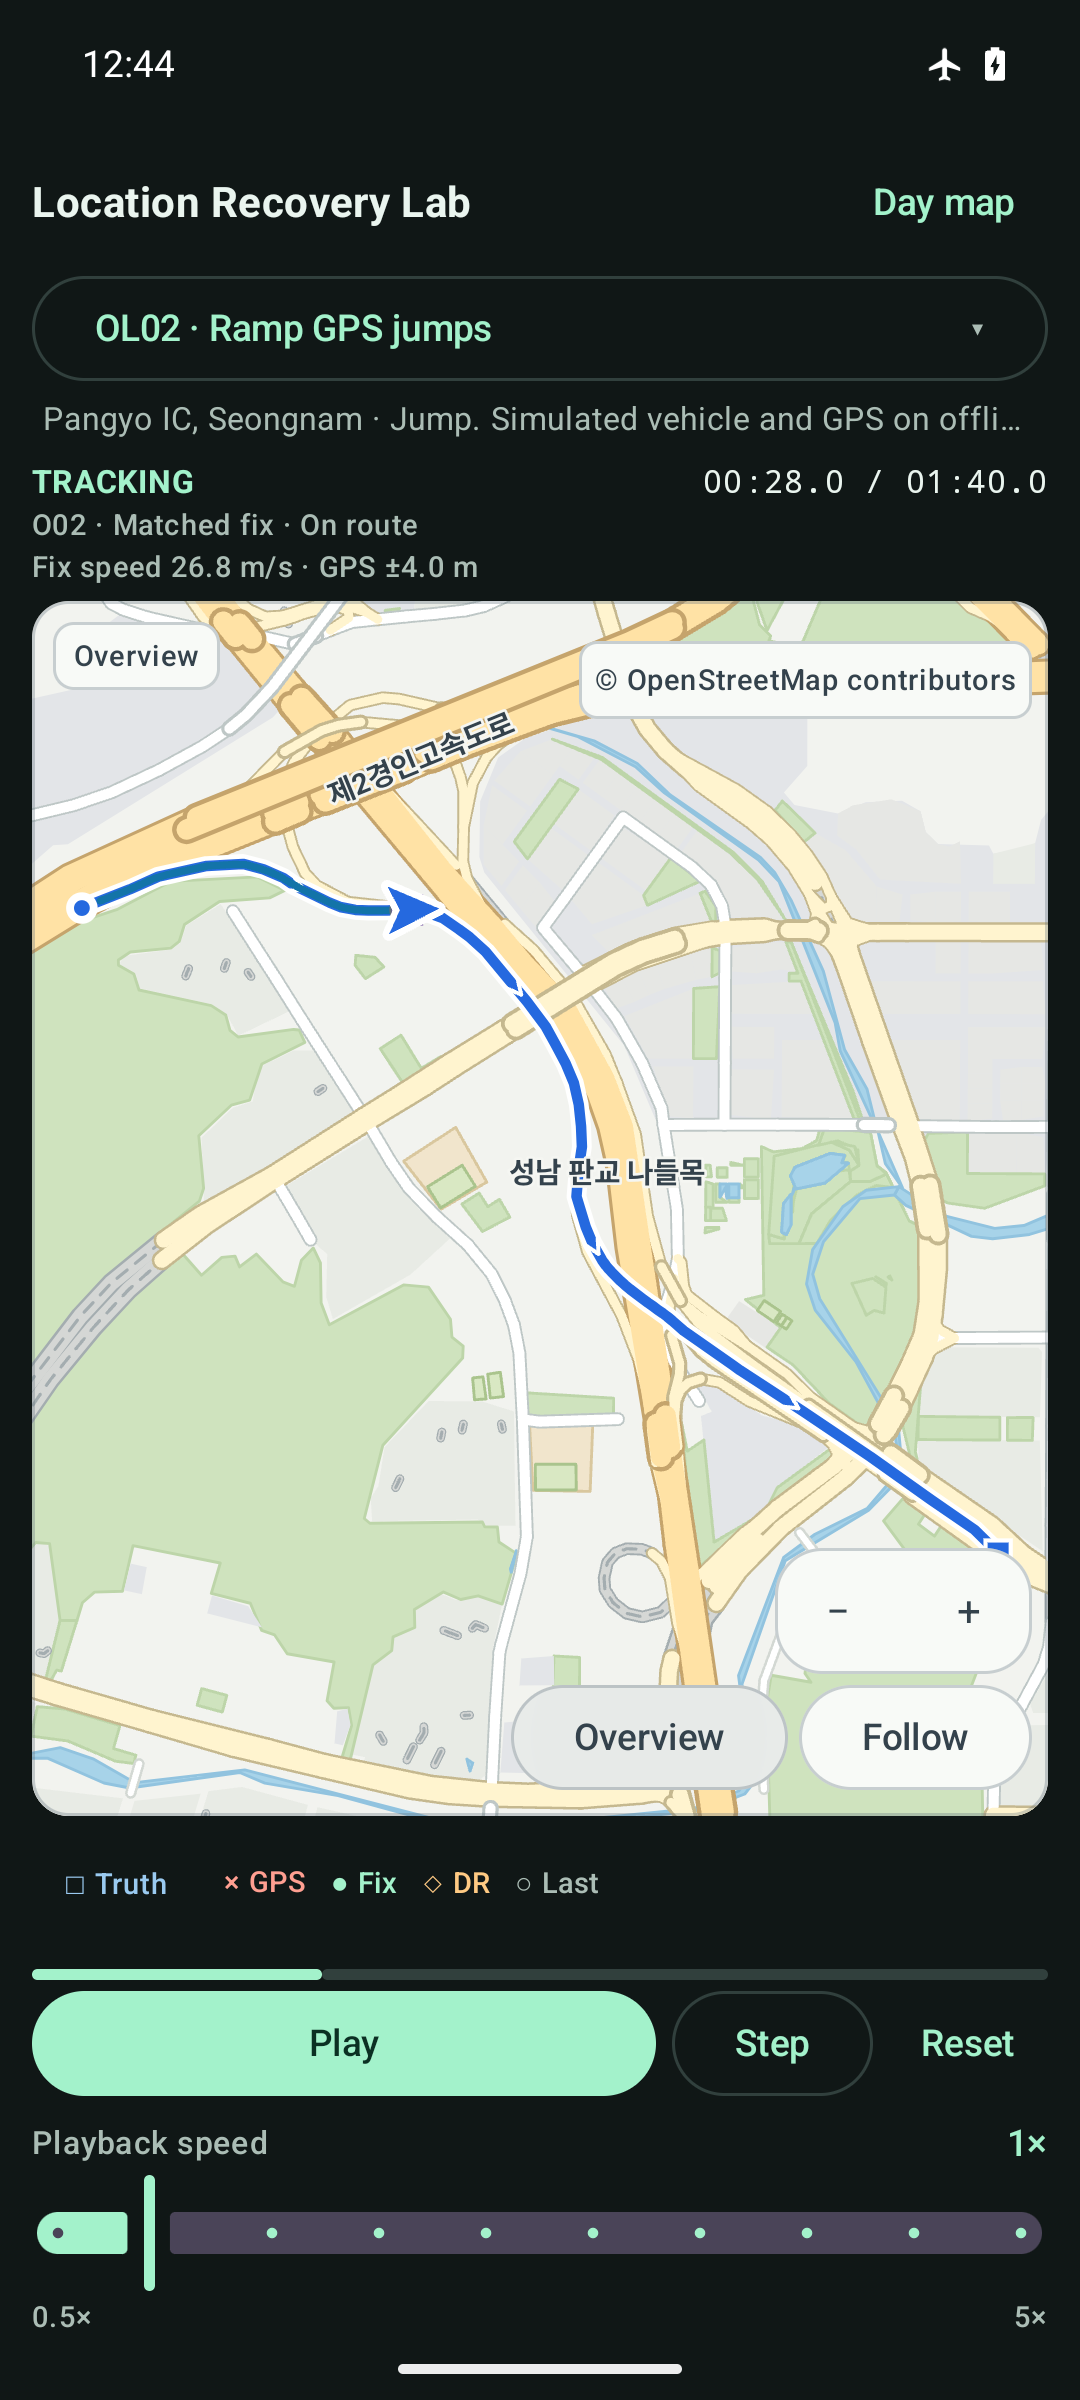 12:44
Location Recovery Lab
Day map
OL02 · Ramp GPS jumps
Pangyo IC, Seongnam · Jump. Simulated vehicle and GPS on offli…
TRACKING
00:28.0 / 01:40.0
O02 · Matched fix · On route
Fix speed 26.8 m/s · GPS ±4.0 m
Overview
© OpenStreetMap contributors
제2경인고속도로
성남 판교 나들목
− +
Overview
Follow
Truth × GPS Fix DR Last
Play
Step
Reset
Playback speed
1×
0.5×
5×